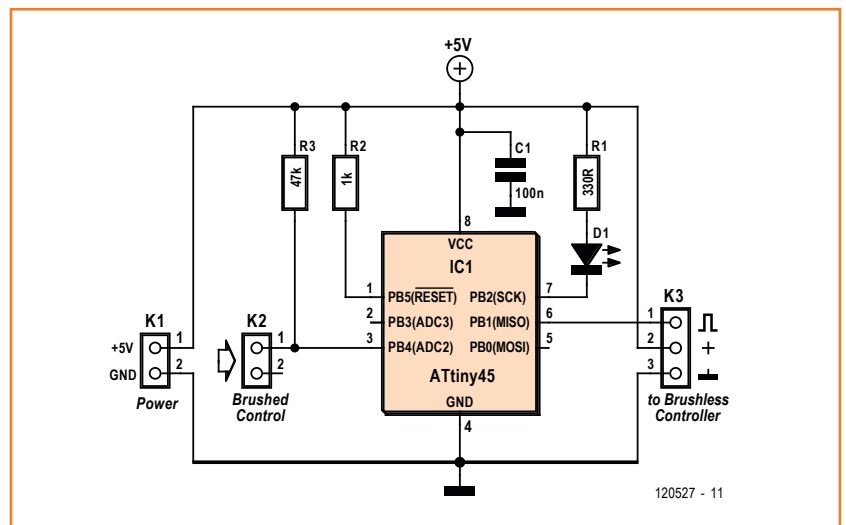 +5V
R3
47k
R2
1k
C1
100n
R1
330R
D1
8
VCC
IC1
1
PB5(RESET)
PB2(SCK)
7
2
PB3(ADC3)
PB1(MISO)
6
3
PB4(ADC2)
PB0(MOSI)
5
ATtiny45
GND
4
K1
+5V
1
GND
2
Power
K2
1
2
Brushed
Control
K3
1
2
+
3
to Brushless
Controller
120527 - 11